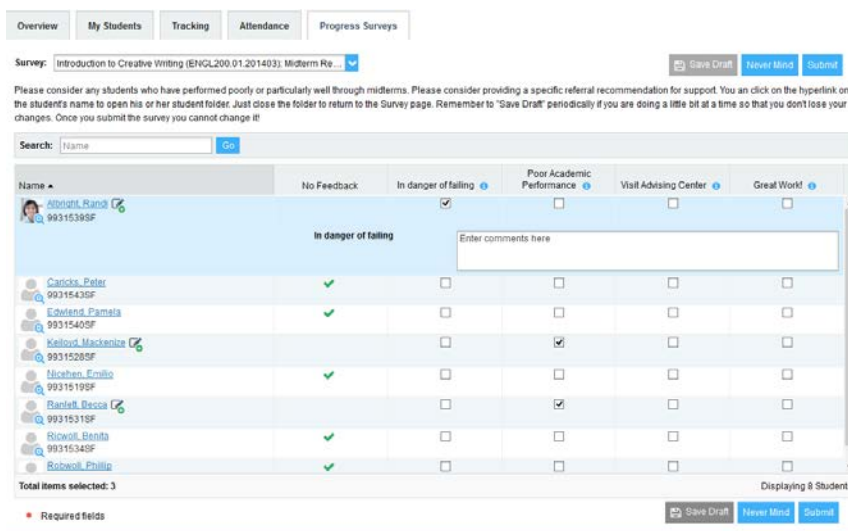 Overview My Students Tracking Attendance Progress Surveys
Survey: Introduction to Creative Writing (ENGL200.01.201403): Midterm Re... Save Draft Never Mind Submit
Please consider any students who have performed poorly or particularly well through midterms. Please consider providing a specific referral recommendation for support. You an click on the hyperlink on
the student's name to open his or her student folder. Just close the folder to return to the Survey page. Remember to "Save Draft" periodically if you are doing a little bit at a time so that you don't lose your
changes. Once you submit the survey you cannot change it!
Search: Name Go
Name No Feedback In danger of failing Poor Academic Performance Visit Advising Center Great Work!
Albright, Randi
9931539SF
In danger of failing Enter comments here
Caricks, Peter
9931543SF
Edwlend, Pamela
9931540SF
Kelloyd, Mackenize
9931528SF
Nicehen, Emilio
9931519SF
Ranlett, Becca
9931531SF
Ricwoll, Benita
9931534SF
Robwoll, Phillip
Total items selected: 3 Displaying 8 Student
* Required fields Save Draft Never Mind Submit